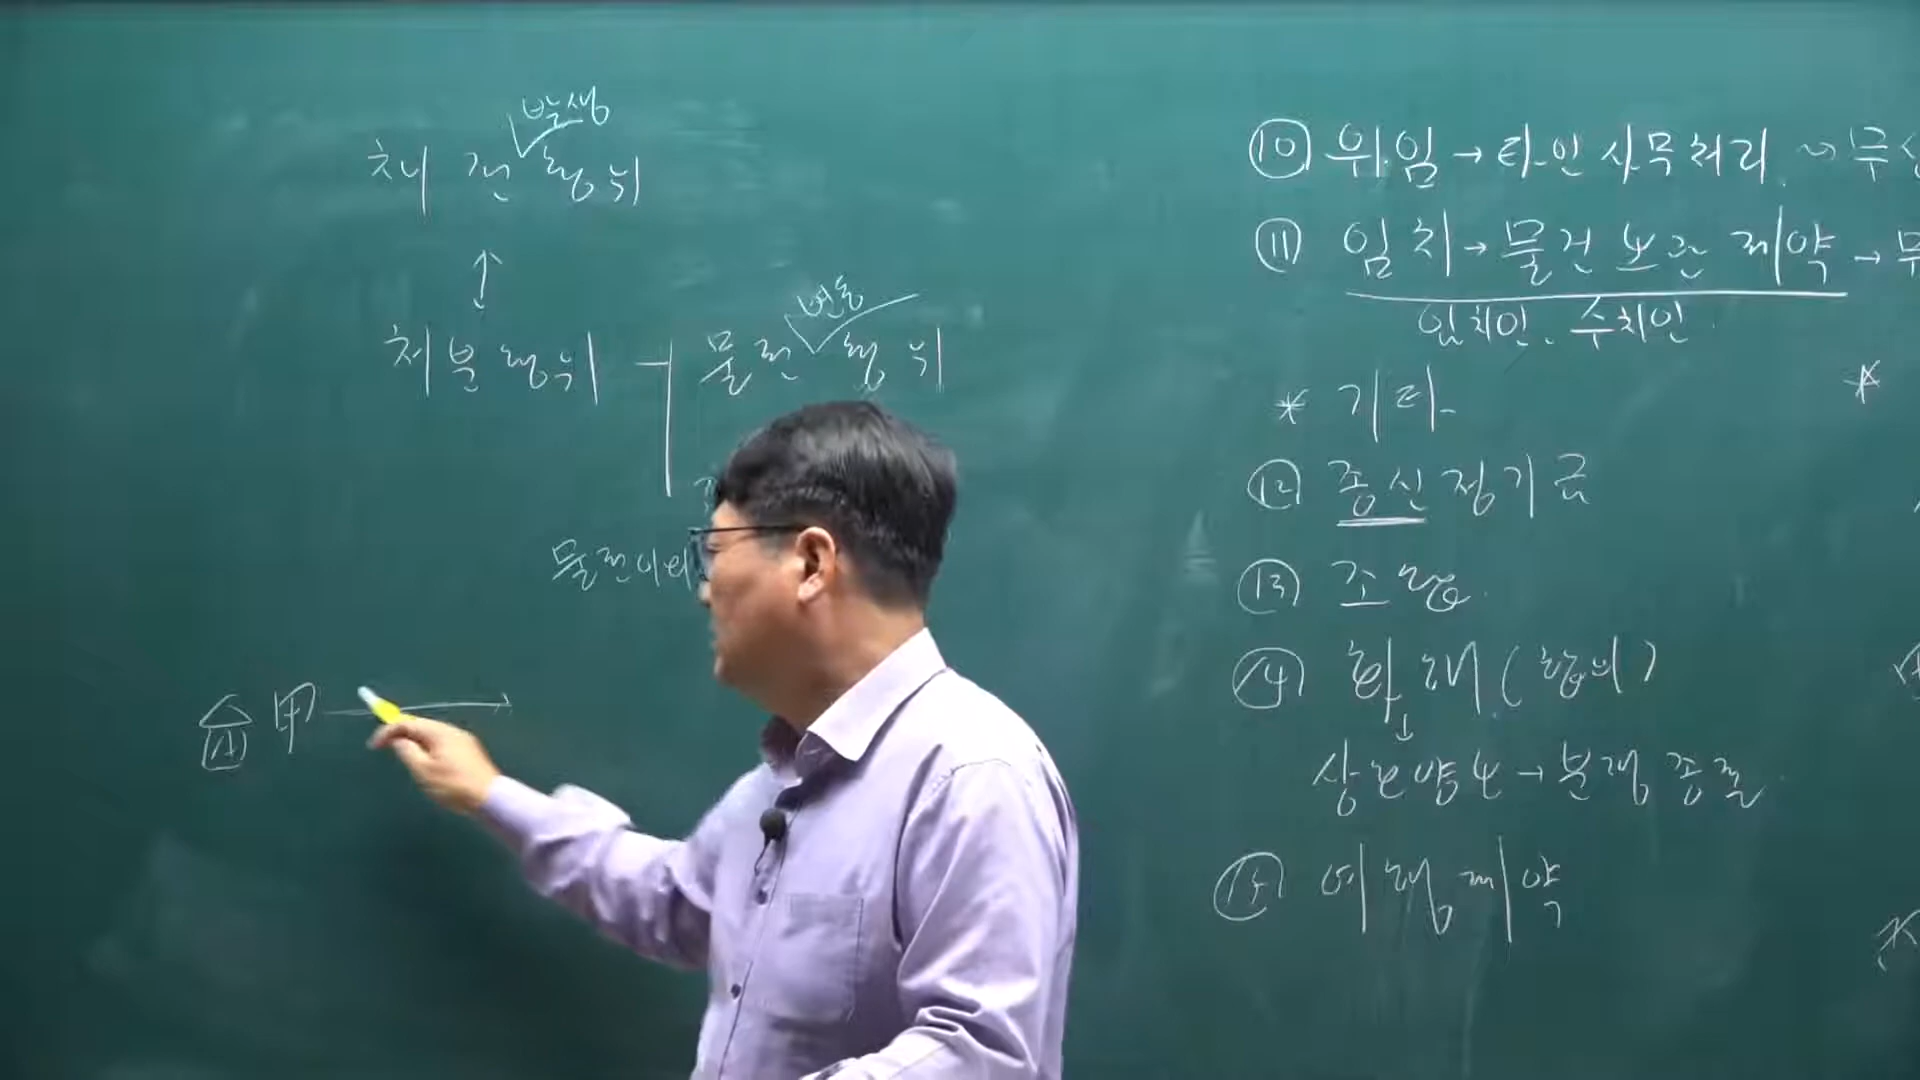 발생
채권행위
↕
변동
처분행위 물권행위
물권이외
甲 →
⑩ 위임 → 타인사무처리
⑪ 임치 → 물건보관계약 →
임치인. 수치인.
* 기타
⑫ 종신정기금
⑬ 조합.
⑭ 화해 (합의)
↓
상호양보 → 분쟁종결.
⑮ 여행계약